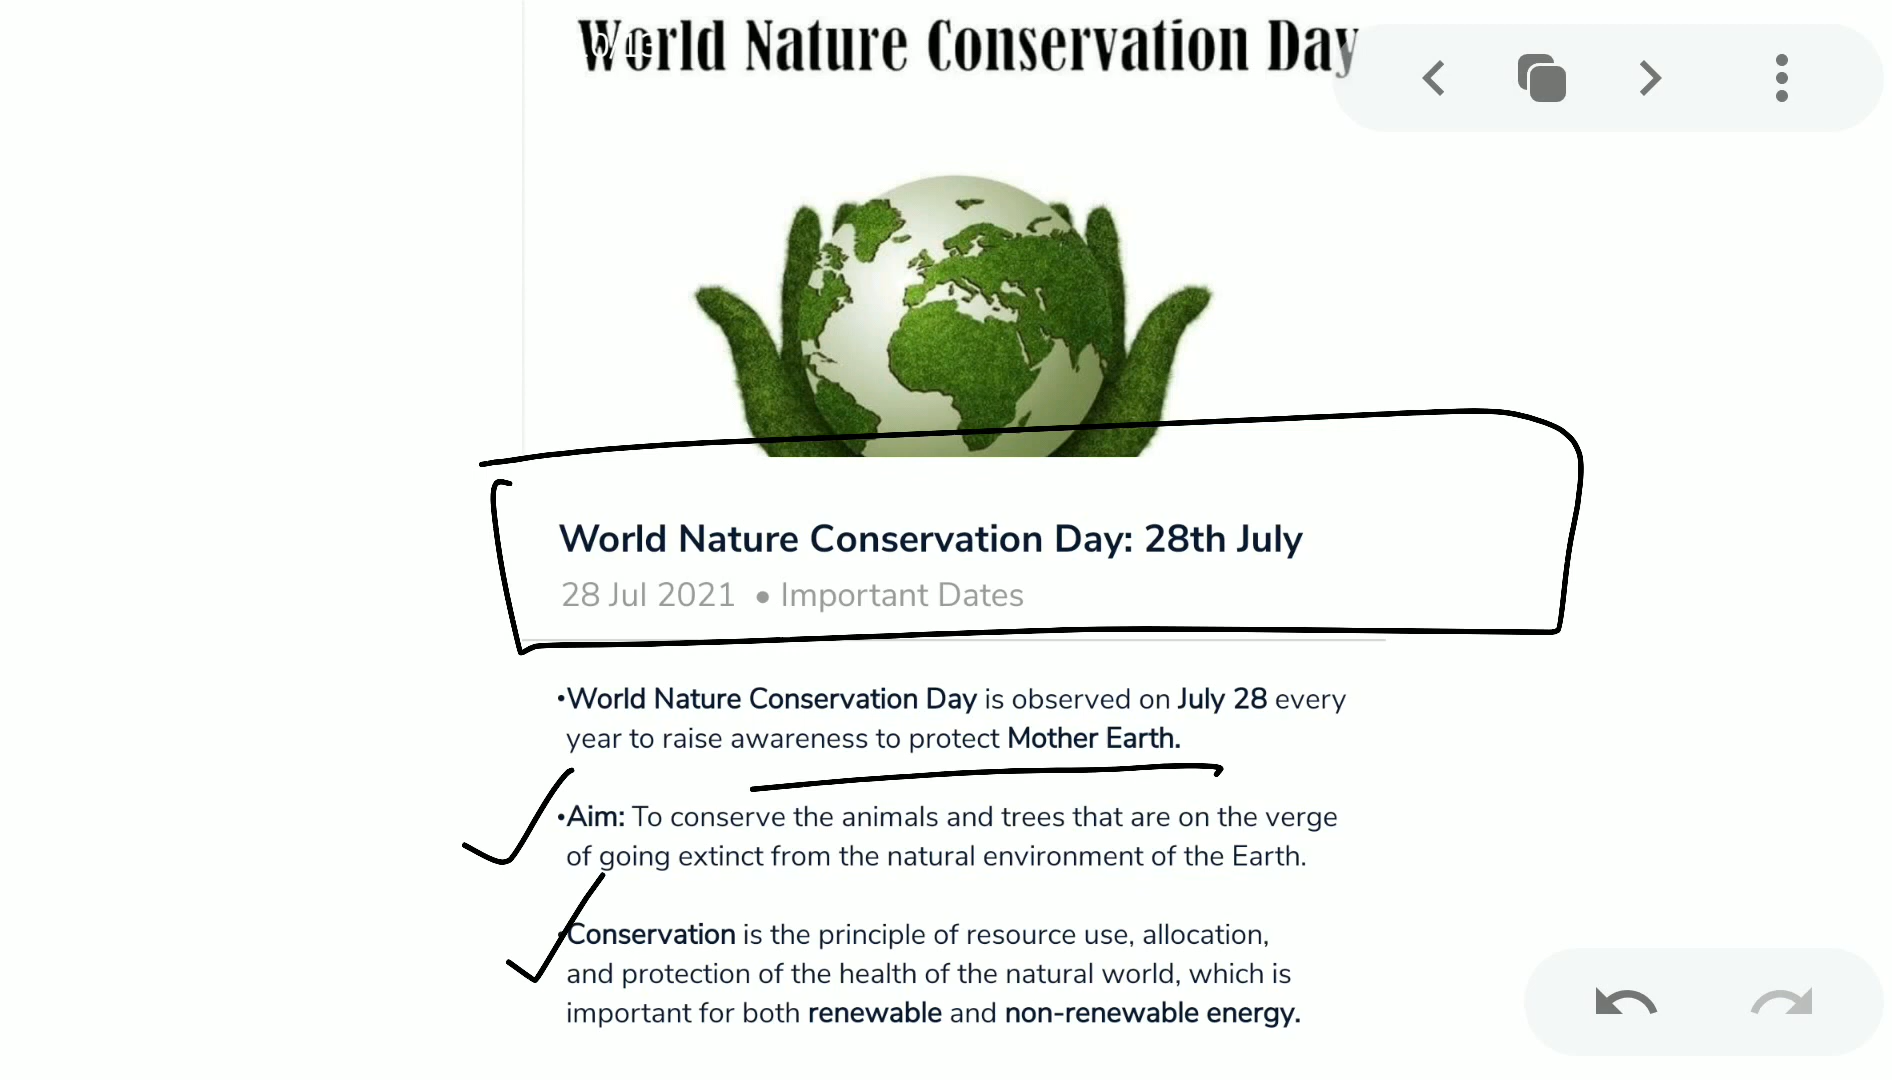 World Nature Conservation Day
World Nature Conservation Day: 28th July
28 Jul 2021 • Important Dates
•World Nature Conservation Day is observed on July 28 every
year to raise awareness to protect Mother Earth.
•Aim: To conserve the animals and trees that are on the verge
of going extinct from the natural environment of the Earth.
•Conservation is the principle of resource use, allocation,
and protection of the health of the natural world, which is
important for both renewable and non-renewable energy.